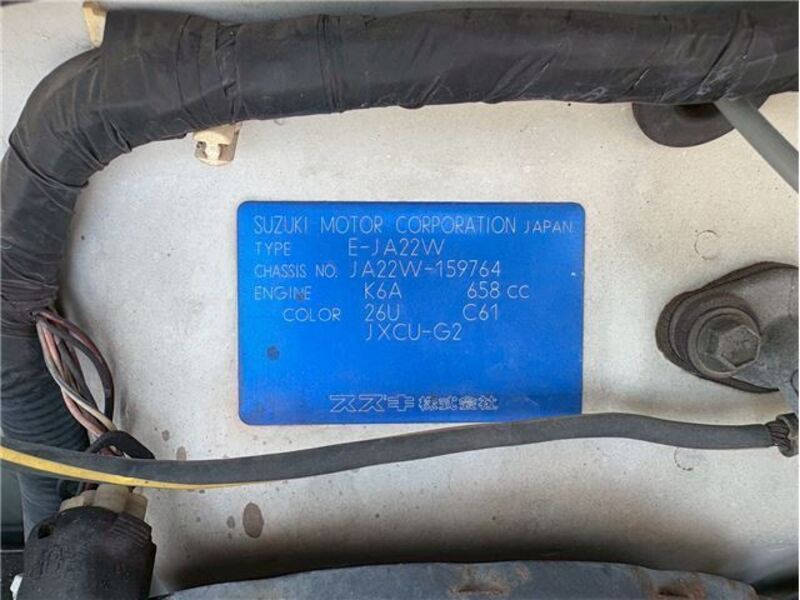 SUZUKI MOTOR CORPORATION JAPAN
TYPE E-JA22W
CHASSIS NO. JA22W-159764
ENGINE K6A 658 CC
COLOR 26U C61
JXCU-G2
スズキ株式会社